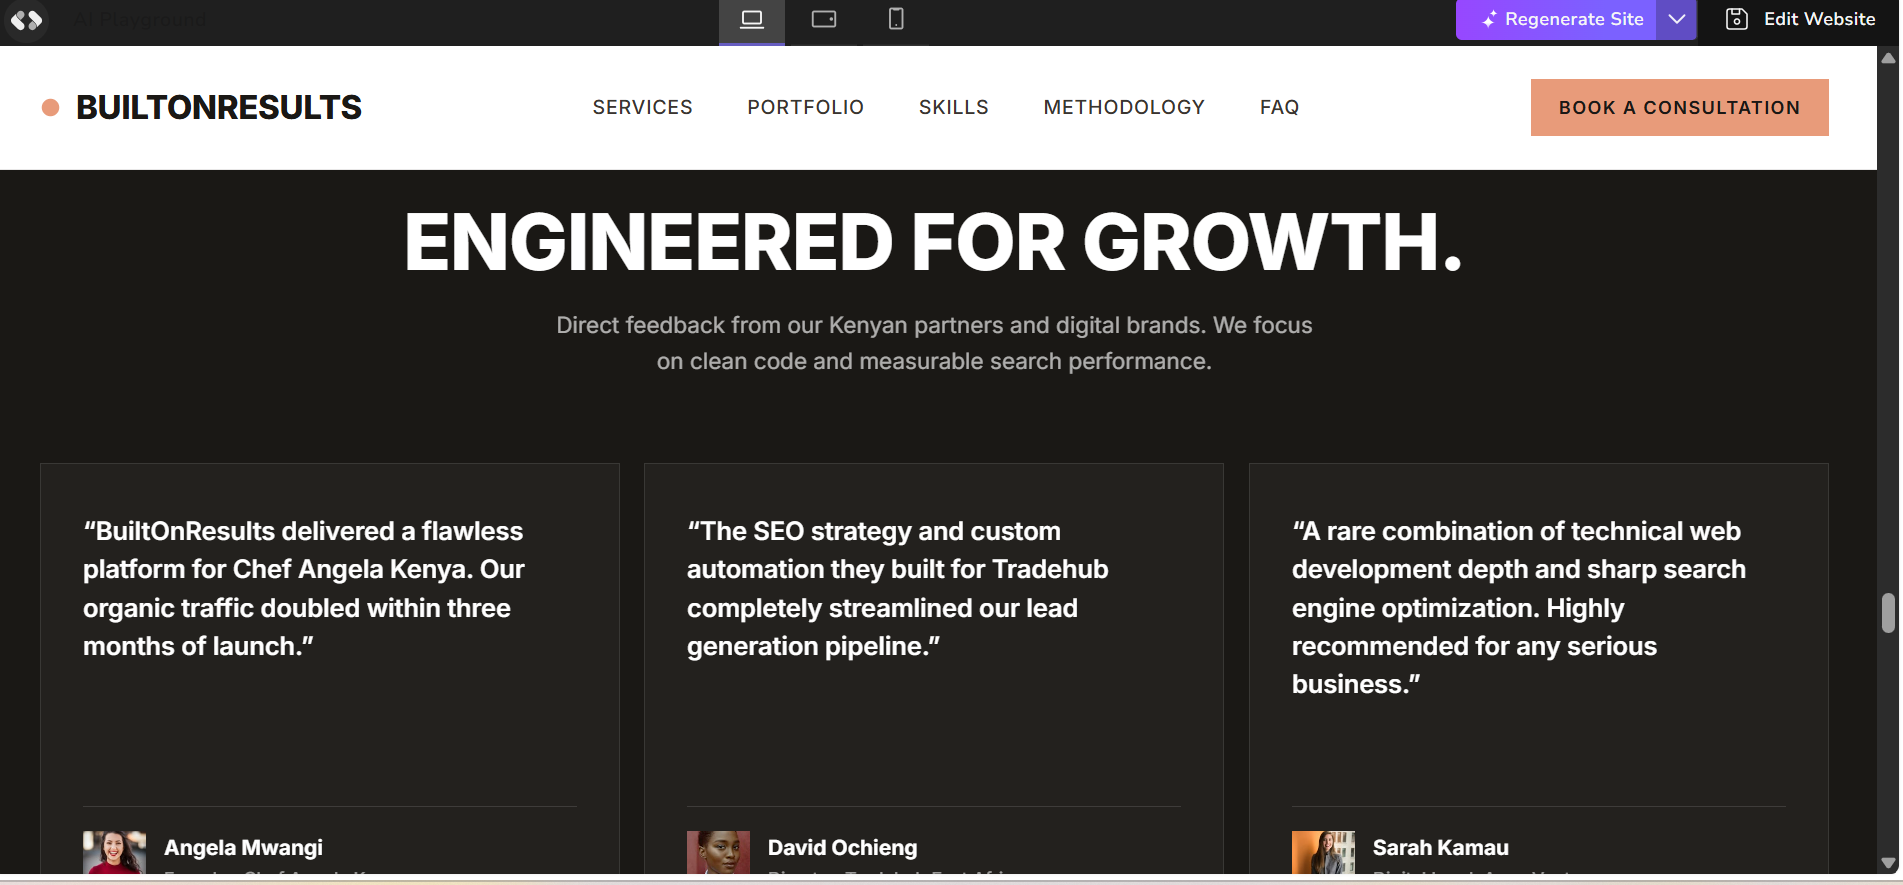 AI Playground
Regenerate Site
Edit Website
BUILTONRESULTS
SERVICES
PORTFOLIO
SKILLS
METHODOLOGY
FAQ
BOOK A CONSULTATION
ENGINEERED FOR GROWTH.
Direct feedback from our Kenyan partners and digital brands. We focus
on clean code and measurable search performance.
“BuiltOnResults delivered a flawless
platform for Chef Angela Kenya. Our
organic traffic doubled within three
months of launch.”
Angela Mwangi
“The SEO strategy and custom
automation they built for Tradehub
completely streamlined our lead
generation pipeline.”
David Ochieng
“A rare combination of technical web
development depth and sharp search
engine optimization. Highly
recommended for any serious
business.”
Sarah Kamau